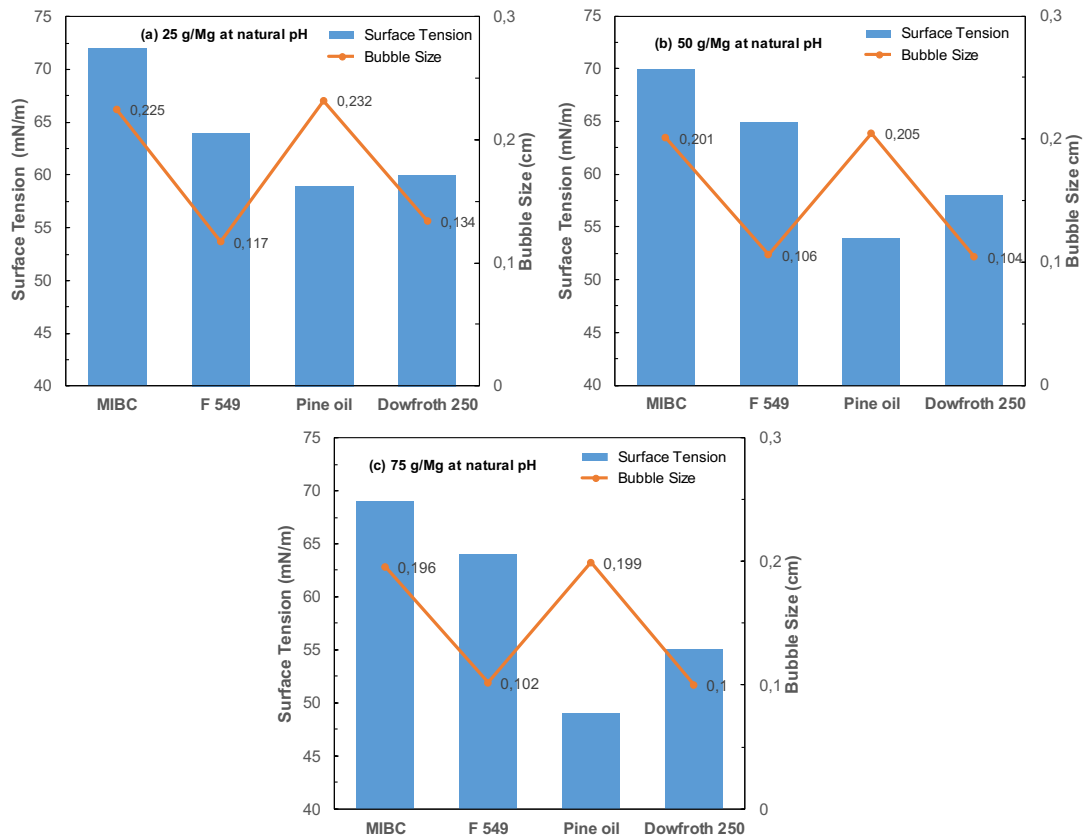 (a) 25 g/Mg at natural pH
Surface Tension
Bubble Size
75
70
65
60
55
50
45
40
0,3
0,2
0,1
0
Surface Tension (mN/m)
Bubble Size (cm)
0,225
0,117
0,232
0,134
MIBC F 549 Pine oil Dowfroth 250
(b) 50 g/Mg at natural pH
Surface Tension
Bubble Size
75
70
65
60
55
50
45
40
0,3
0,2
0,1
0
Surface Tension (mN/m)
Bubble Size cm)
0,201
0,106
0,205
0,104
MIBC F 549 Pine oil Dowfroth 250
(c) 75 g/Mg at natural pH
Surface Tension
Bubble Size
75
70
65
60
55
50
45
40
0,3
0,2
0,1
0
Surface Tension (mN/m)
Bubble Size (cm)
0,196
0,102
0,199
0,1
MIBC F 549 Pine oil Dowfroth 250